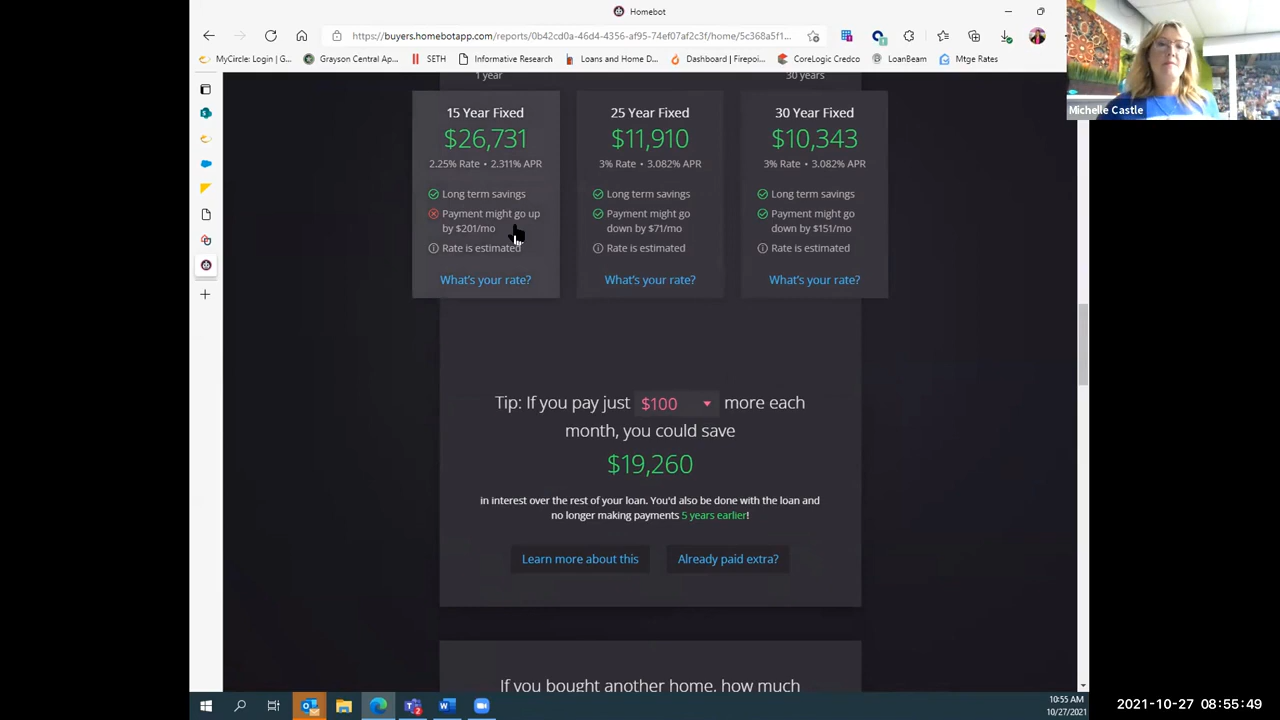 Homebot
https://buyers.homebotapp.com/reports/0b42cd0a-46d4-4356-af95-74ef07af2c3f/home/5c368a5f1...
MyCircle: Login | G...
Grayson Central Ap...
SETH
Informative Research
Loans and Home D...
Dashboard | Firepoi...
CoreLogic Credco
LoanBeam
Mtge Rates
Michelle Castle
1 year
30 years
15 Year Fixed
$26,731
2.25% Rate • 2.311% APR
Long term savings
Payment might go up
by $201/mo
Rate is estimated
What's your rate?
25 Year Fixed
$11,910
3% Rate • 3.082% APR
Long term savings
Payment might go
down by $71/mo
Rate is estimated
What's your rate?
30 Year Fixed
$10,343
3% Rate • 3.082% APR
Long term savings
Payment might go
down by $151/mo
Rate is estimated
What's your rate?
Tip: If you pay just $100 more each
month, you could save
$19,260
in interest over the rest of your loan. You'd also be done with the loan and
no longer making payments 5 years earlier!
Learn more about this
Already paid extra?
If you bought another home, how much
10:55 AM
10/27/2021
2021-10-27 08:55:49